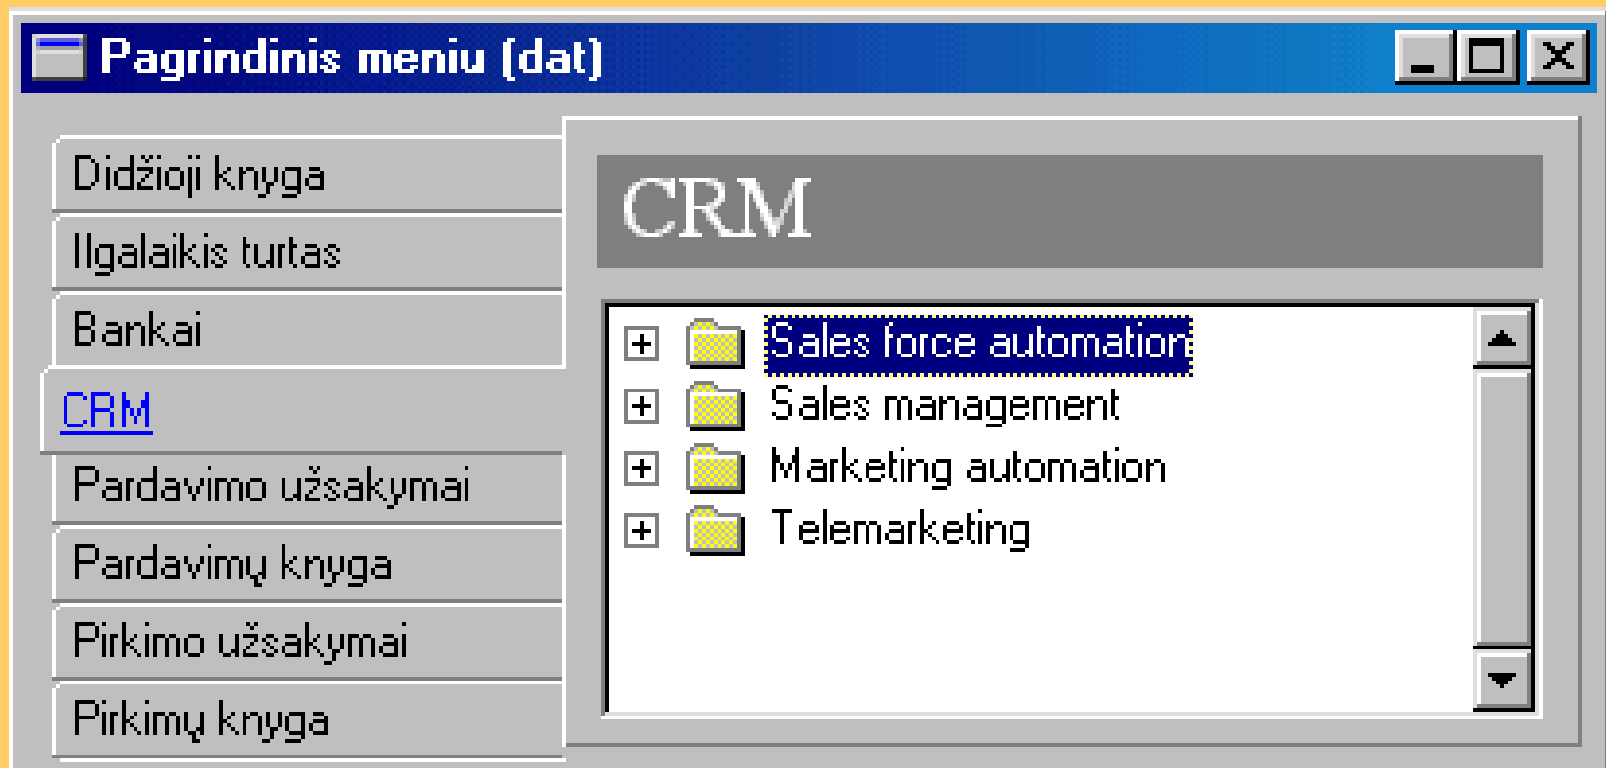 Pagrindinis meniu (dat)
Didžioji knyga
Ilgalaikis turtas
Bankai
CRM
Pardavimo užsakymai
Pardavimų knyga
Pirkimo užsakymai
Pirkimų knyga
CRM
Sales force automation
Sales management
Marketing automation
Telemarketing